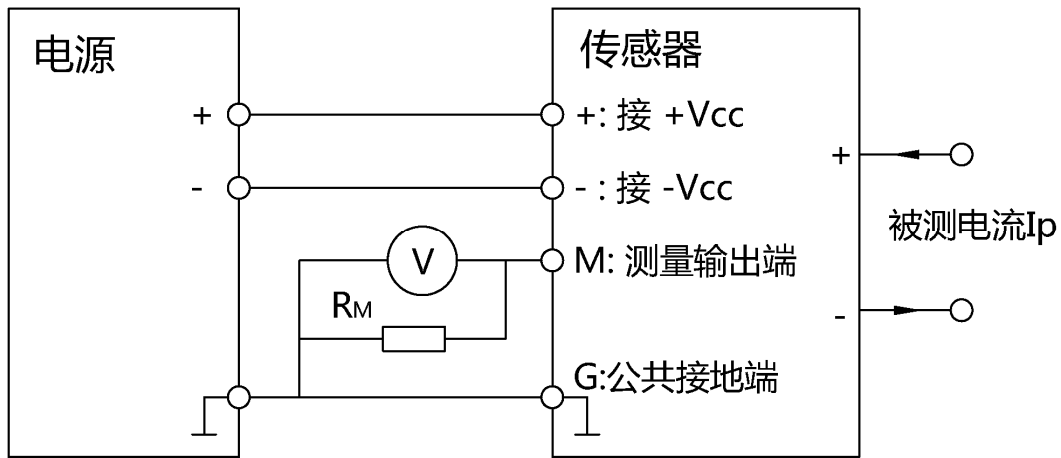 电源
传感器
+
+: 接 +Vcc
-
- : 接 -Vcc
+
被测电流Ip
-
V
M: 测量输出端
RM
G:公共接地端